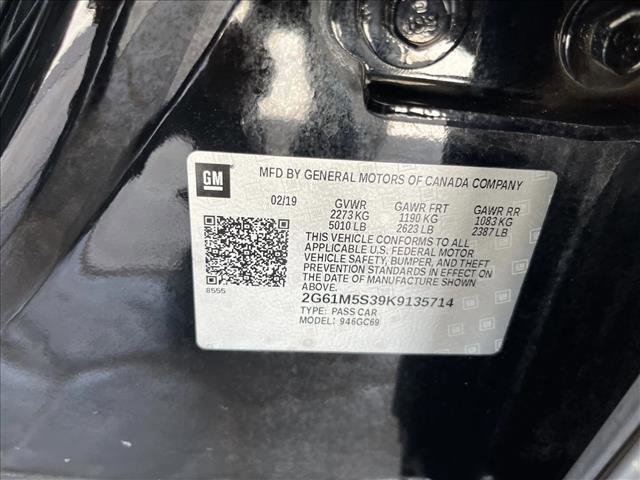 GM
MFD BY GENERAL MOTORS OF CANADA COMPANY
02/19 GVWR GAWR FRT GAWR RR
2273 KG 1190 KG 1083 KG
5010 LB 2623 LB 2387 LB
THIS VEHICLE CONFORMS TO ALL
APPLICABLE U.S. FEDERAL MOTOR
VEHICLE SAFETY, BUMPER, AND THEFT
PREVENTION STANDARDS IN EFFECT ON
THE DATE OF MANUFACTURE SHOWN
ABOVE.
8555
2G61M5S39K9135714
TYPE: PASS CAR
MODEL: 946GC69